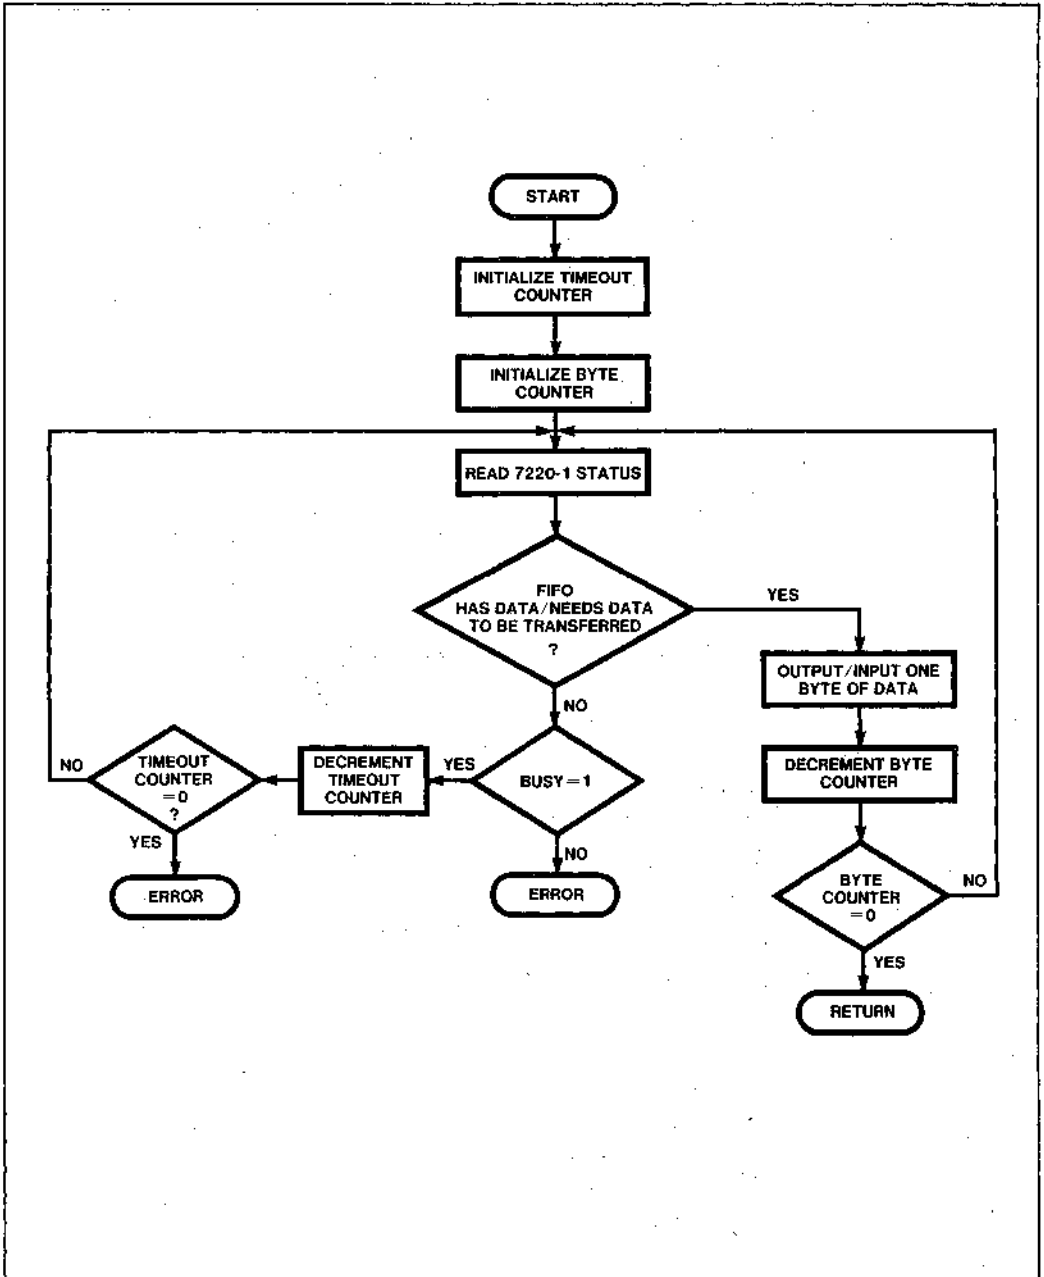 START
INITIALIZE TIMEOUT
COUNTER
INITIALIZE BYTE
COUNTER
READ 7220-1 STATUS
FIFO
HAS DATA/NEEDS DATA
TO BE TRANSFERRED
?
YES
OUTPUT/INPUT ONE
BYTE OF DATA
DECREMENT BYTE
COUNTER
BYTE
COUNTER
=0
NO
YES
RETURN
NO
BUSY=1
NO
ERROR
YES
DECREMENT
TIMEOUT
COUNTER
TIMEOUT
COUNTER
=0
?
NO
YES
ERROR